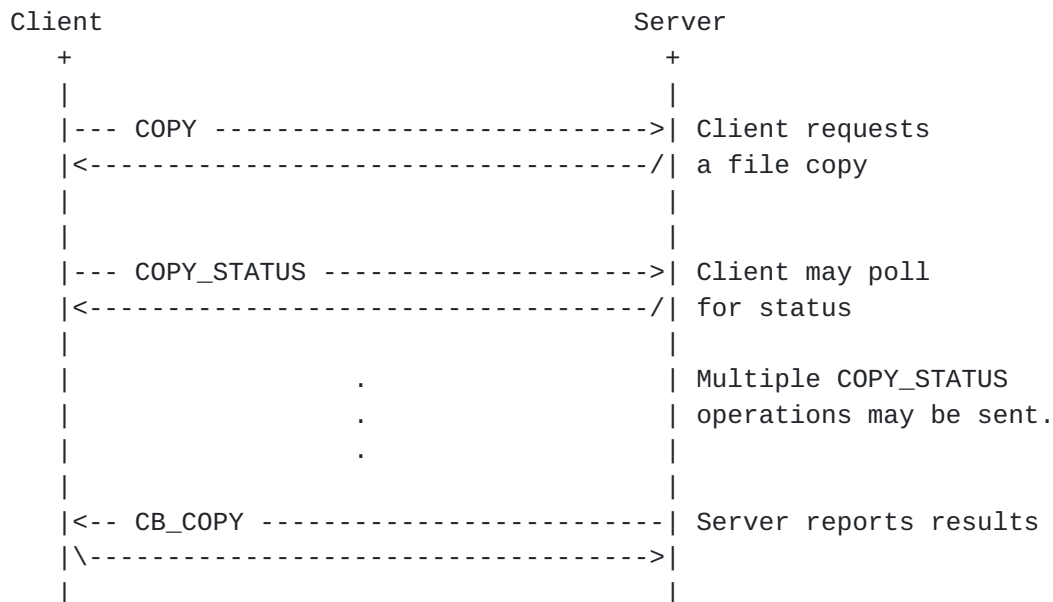 Client                                  Server
   +                                      +
   |                                      |
   |--- COPY ---------------------------->| Client requests
   |<------------------------------------/| a file copy
   |                                      |
   |                                      |
   |--- COPY_STATUS --------------------->| Client may poll
   |<------------------------------------/| for status
   |                                      |
   |                  .                   | Multiple COPY_STATUS
   |                  .                   | operations may be sent.
   |                  .                   |
   |                                      |
   |<-- CB_COPY --------------------------| Server reports results
   |\------------------------------------>|
   |                                      |